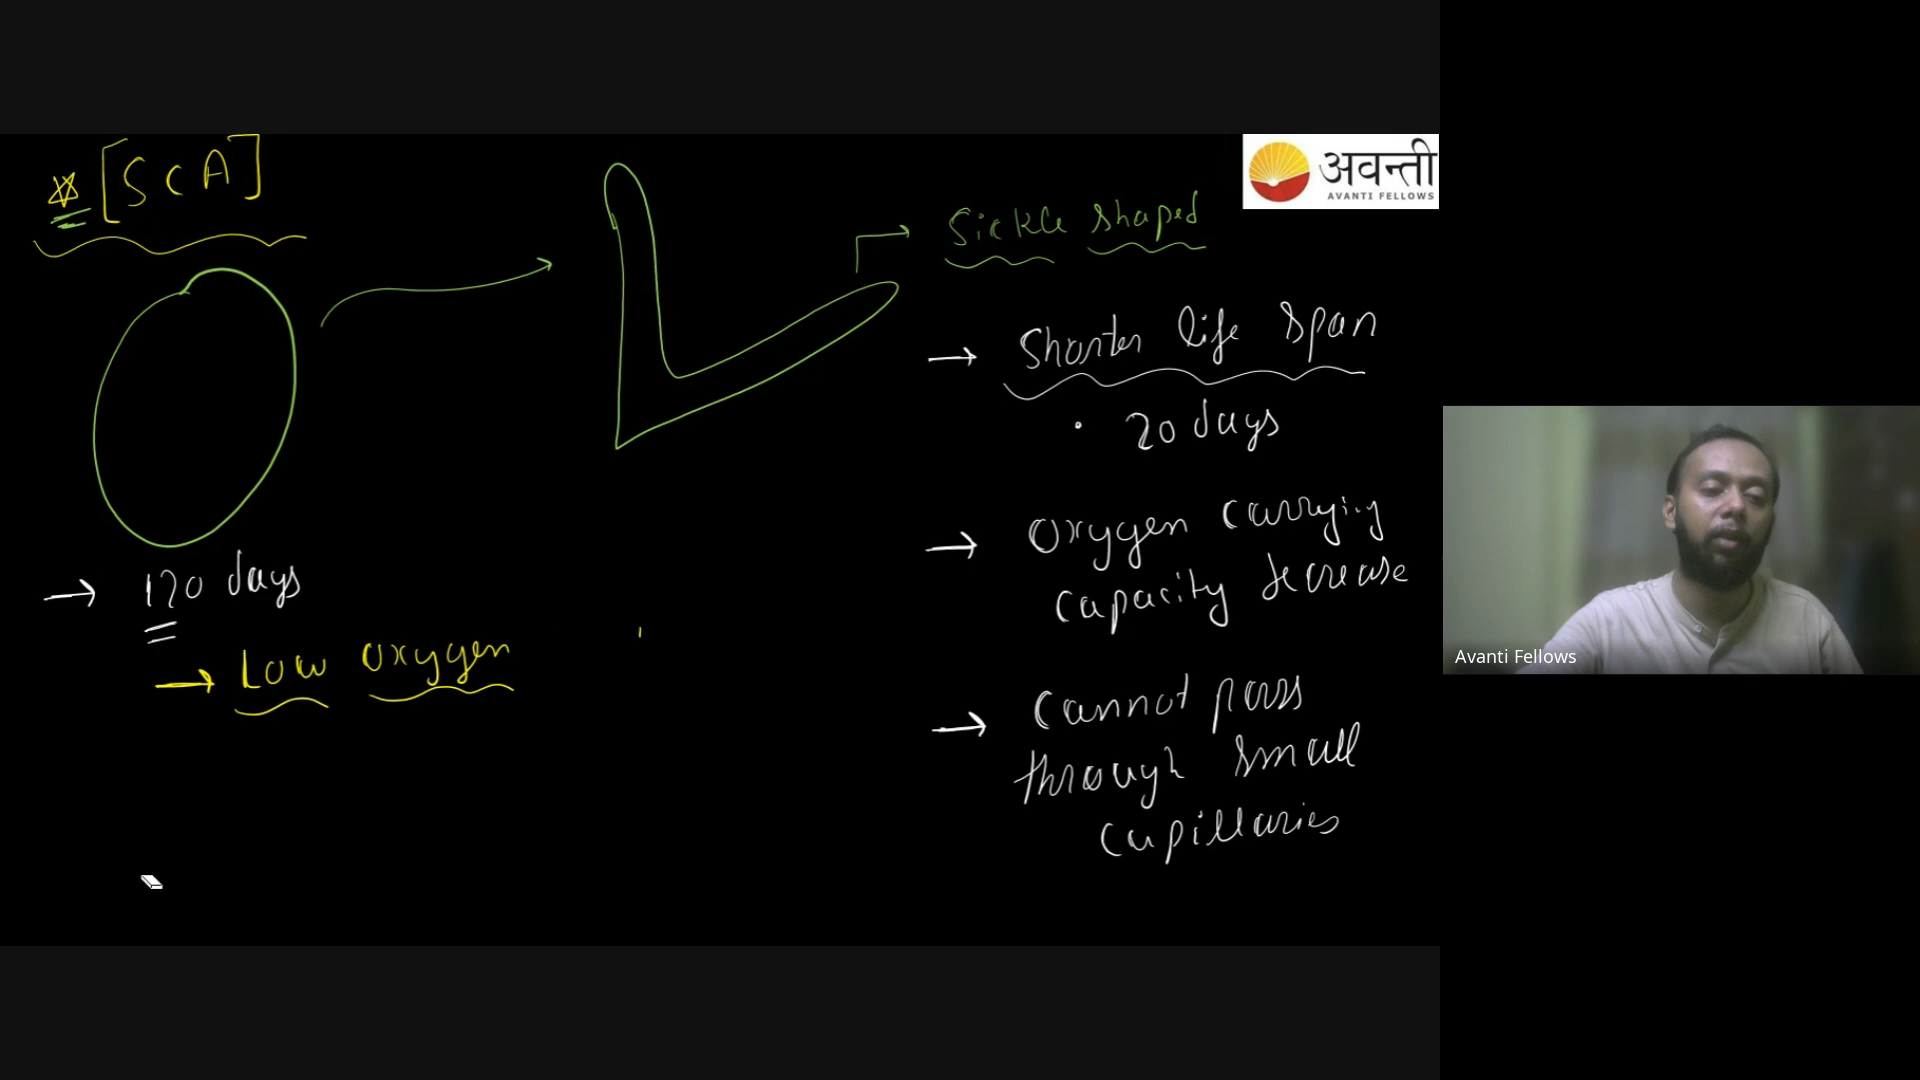 [SCA]
अवन्ती
AVANTI FELLOWS
Sickle shaped
→ Shorter life span
• 20 days
→ Oxygen carrying
capacity decrease
→ 120 days
→ Low oxygen
→ Cannot pass
through small
capillaries
Avanti Fellows